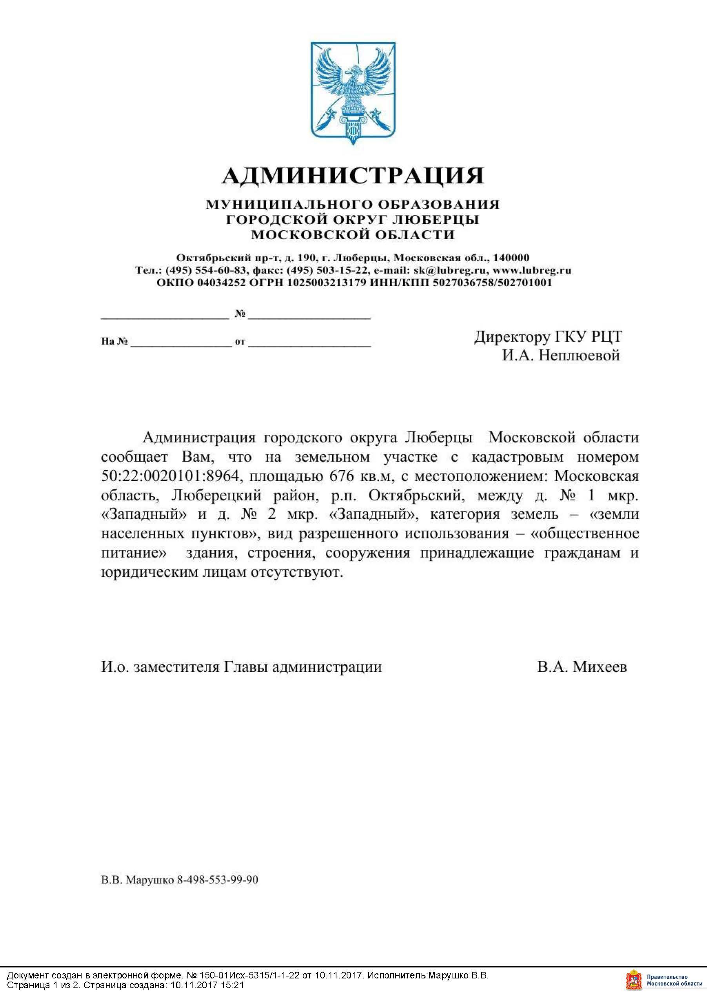 АДМИНИСТРАЦИЯ
МУНИЦИПАЛЬНОГО ОБРАЗОВАНИЯ
ГОРОДСКОЙ ОКРУГ ЛЮБЕРЦЫ
МОСКОВСКОЙ ОБЛАСТИ
Октябрьский пр-т, д. 190, г. Люберцы, Московская обл., 140000
Тел.: (495) 554-60-83, факс: (495) 503-15-22, e-mail: sk@lubreg.ru, www.lubreg.ru
ОКПО 04034252 ОГРН 1025003213179 ИНН/КПП 5027036758/502701001
№
На № от
Директору ГКУ РЦТ
И.А. Неплюевой
Администрация городского округа Люберцы Московской области
сообщает Вам, что на земельном участке с кадастровым номером
50:22:0020101:8964, площадью 676 кв.м, с местоположением: Московская
область, Люберецкий район, р.п. Октябрьский, между д. № 1 мкр.
«Западный» и д. № 2 мкр. «Западный», категория земель – «земли
населенных пунктов», вид разрешенного использования – «общественное
питание» здания, строения, сооружения принадлежащие гражданам и
юридическим лицам отсутствуют.
И.о. заместителя Главы администрации В.А. Михеев
В.В. Марушко 8-498-553-99-90
Документ создан в электронной форме. № 150-01Исх-5315/1-1-22 от 10.11.2017. Исполнитель:Марушко В.В.
Страница 1 из 2. Страница создана: 10.11.2017 15:21
Правительство
Московской области